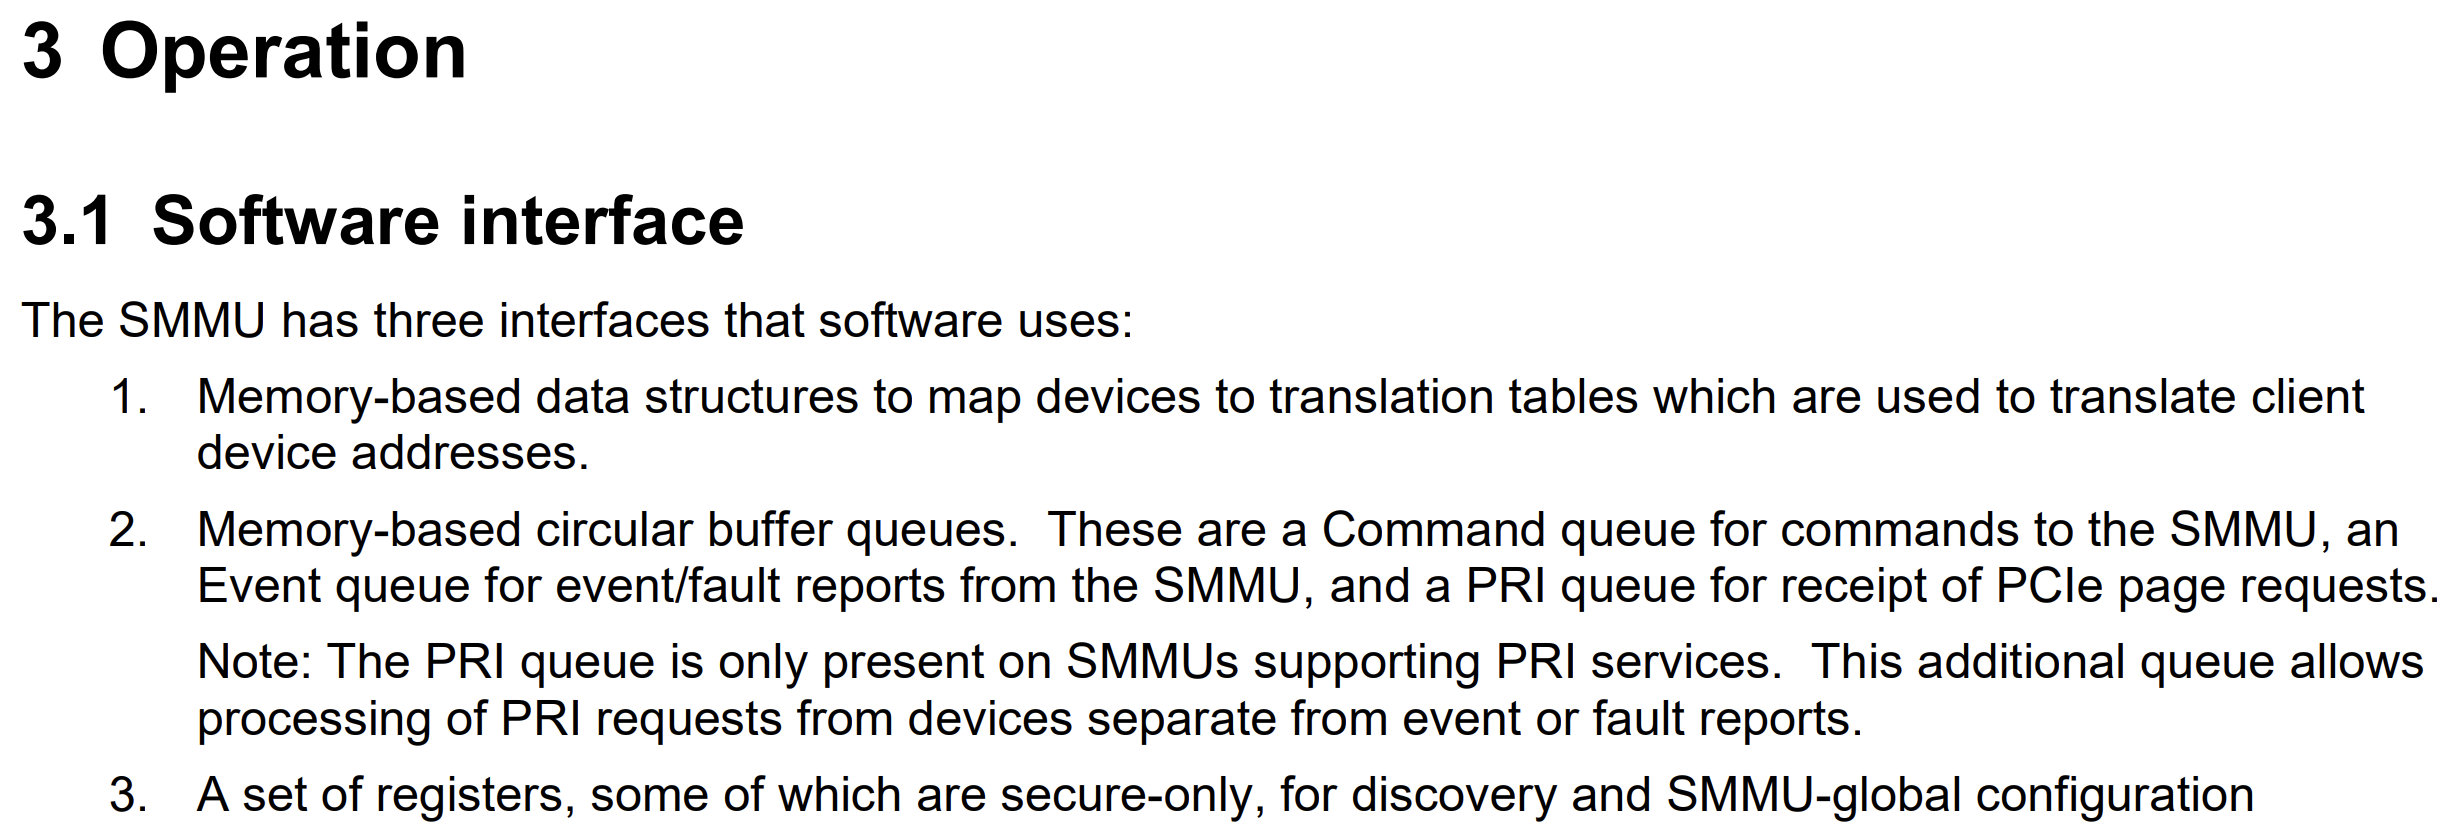 3 Operation
3.1 Software interface
The SMMU has three interfaces that software uses:
1. Memory-based data structures to map devices to translation tables which are used to translate client
device addresses.
2. Memory-based circular buffer queues.  These are a Command queue for commands to the SMMU, an
Event queue for event/fault reports from the SMMU, and a PRI queue for receipt of PCIe page requests.
Note: The PRI queue is only present on SMMUs supporting PRI services.  This additional queue allows
processing of PRI requests from devices separate from event or fault reports.
3. A set of registers, some of which are secure-only, for discovery and SMMU-global configuration